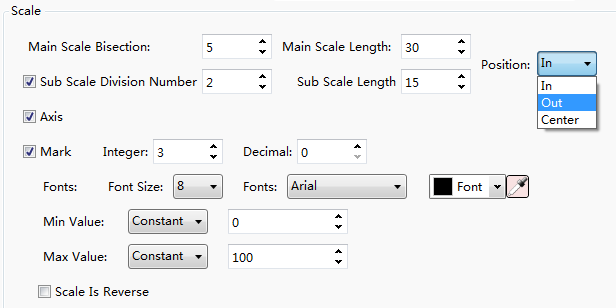 Scale
Main Scale Bisection: 5 Main Scale Length: 30
Position: In
Sub Scale Division Number 2 Sub Scale Length 15
In
Out
Center
Axis
Mark Integer: 3 Decimal: 0
Fonts: Font Size: 8 Fonts: Arial Font
Min Value: Constant 0
Max Value: Constant 100
Scale Is Reverse